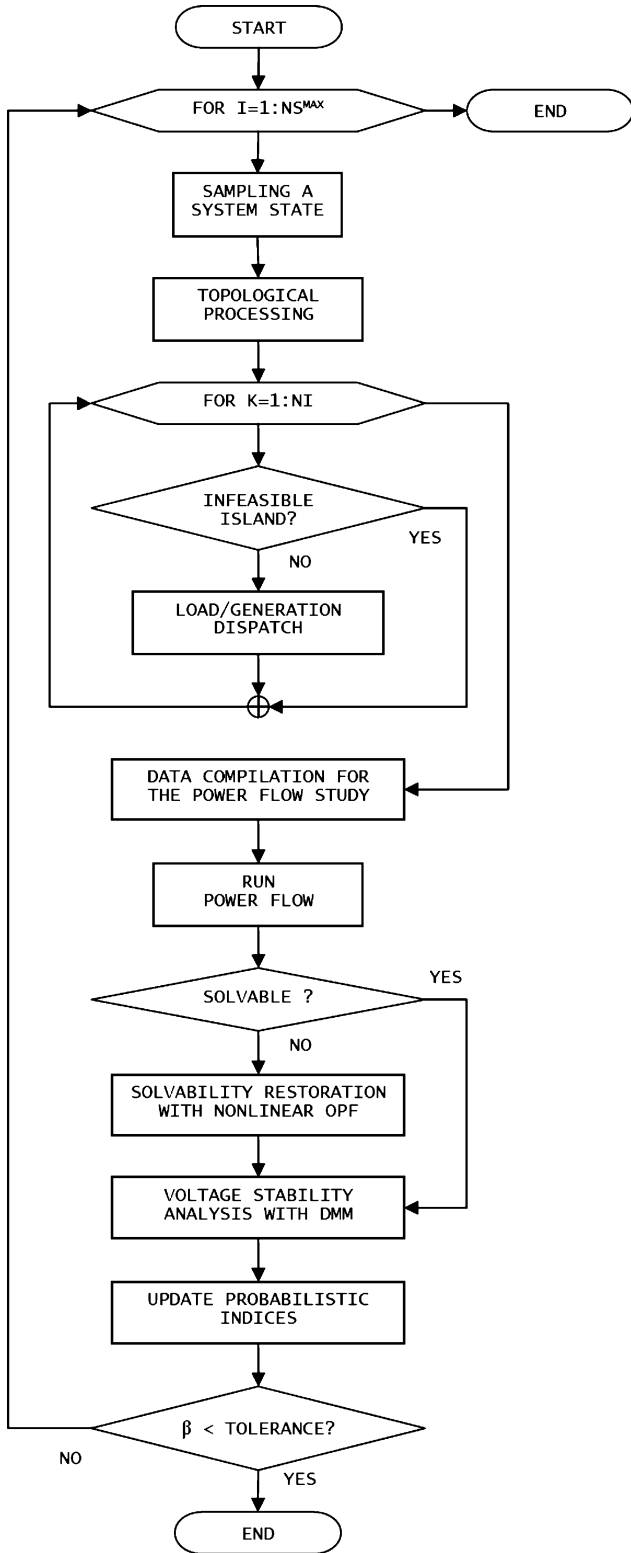 START
FOR I=1:NS^MAX
END
SAMPLING A
SYSTEM STATE
TOPOLOGICAL
PROCESSING
FOR K=1:NI
INFEASIBLE
ISLAND?
YES
NO
LOAD/GENERATION
DISPATCH
DATA COMPILATION FOR
THE POWER FLOW STUDY
RUN
POWER FLOW
YES
SOLVABLE ?
NO
SOLVABILITY RESTORATION
WITH NONLINEAR OPF
VOLTAGE STABILITY
ANALYSIS WITH DMM
UPDATE PROBABILISTIC
INDICES
β < TOLERANCE?
NO
YES
END